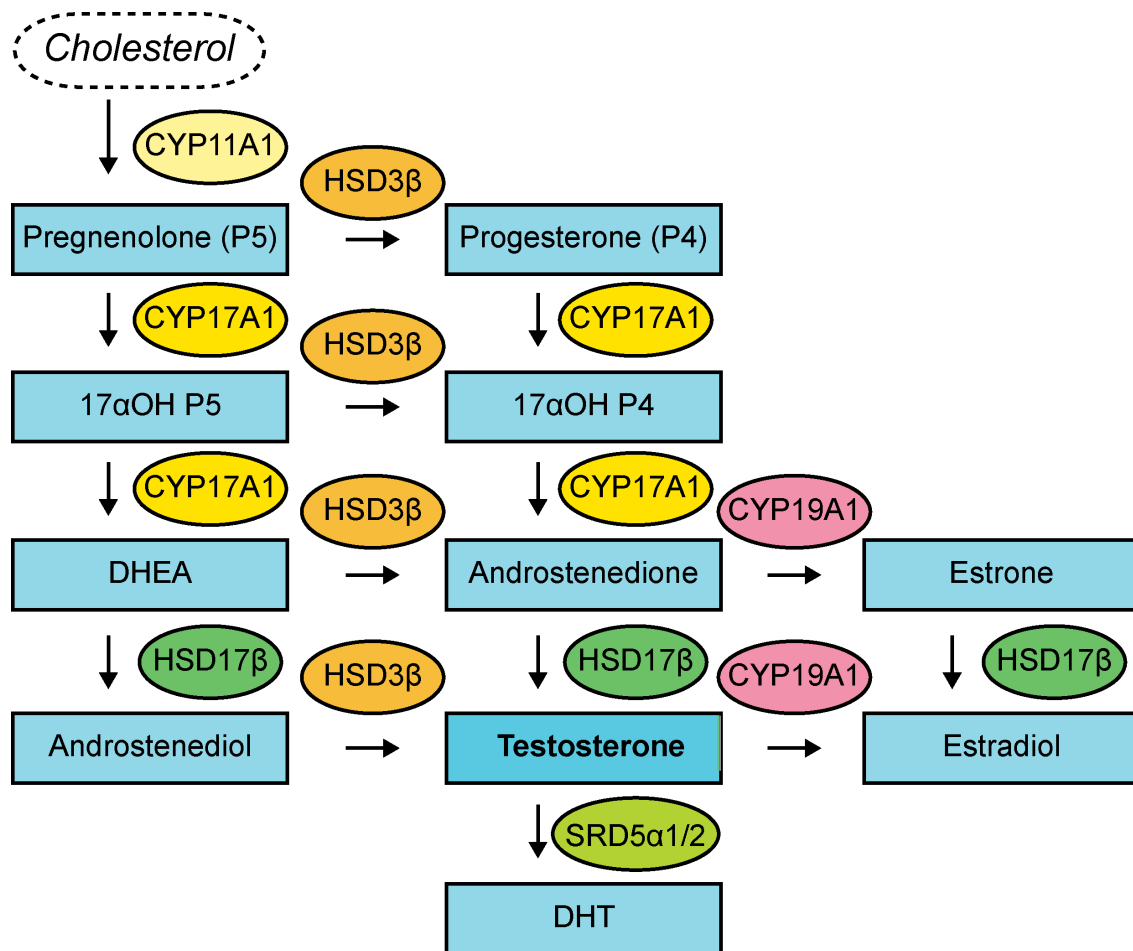 Cholesterol
CYP11A1
HSD3β
Pregnenolone (P5)
Progesterone (P4)
CYP17A1
HSD3β
CYP17A1
17αOH P5
17αOH P4
CYP17A1
HSD3β
CYP17A1
CYP19A1
DHEA
Androstenedione
Estrone
HSD17β
HSD3β
HSD17β
CYP19A1
HSD17β
Androstenediol
Testosterone
Estradiol
SRD5α1/2
DHT